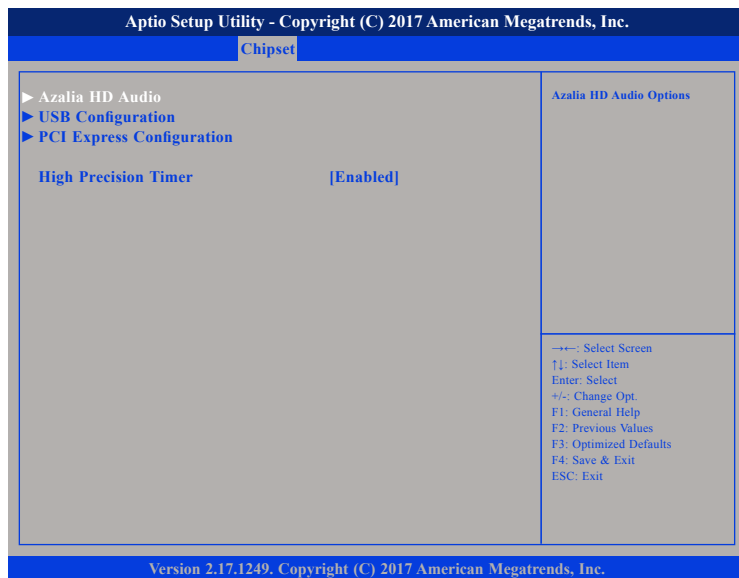 Aptio Setup Utility - Copyright (C) 2017 American Megatrends, Inc.
Chipset
► Azalia HD Audio
► USB Configuration
► PCI Express Configuration
High Precision Timer [Enabled]
Azalia HD Audio Options
→←: Select Screen
↑↓: Select Item
Enter: Select
+/-: Change Opt.
F1: General Help
F2: Previous Values
F3: Optimized Defaults
F4: Save & Exit
ESC: Exit
Version 2.17.1249. Copyright (C) 2017 American Megatrends, Inc.